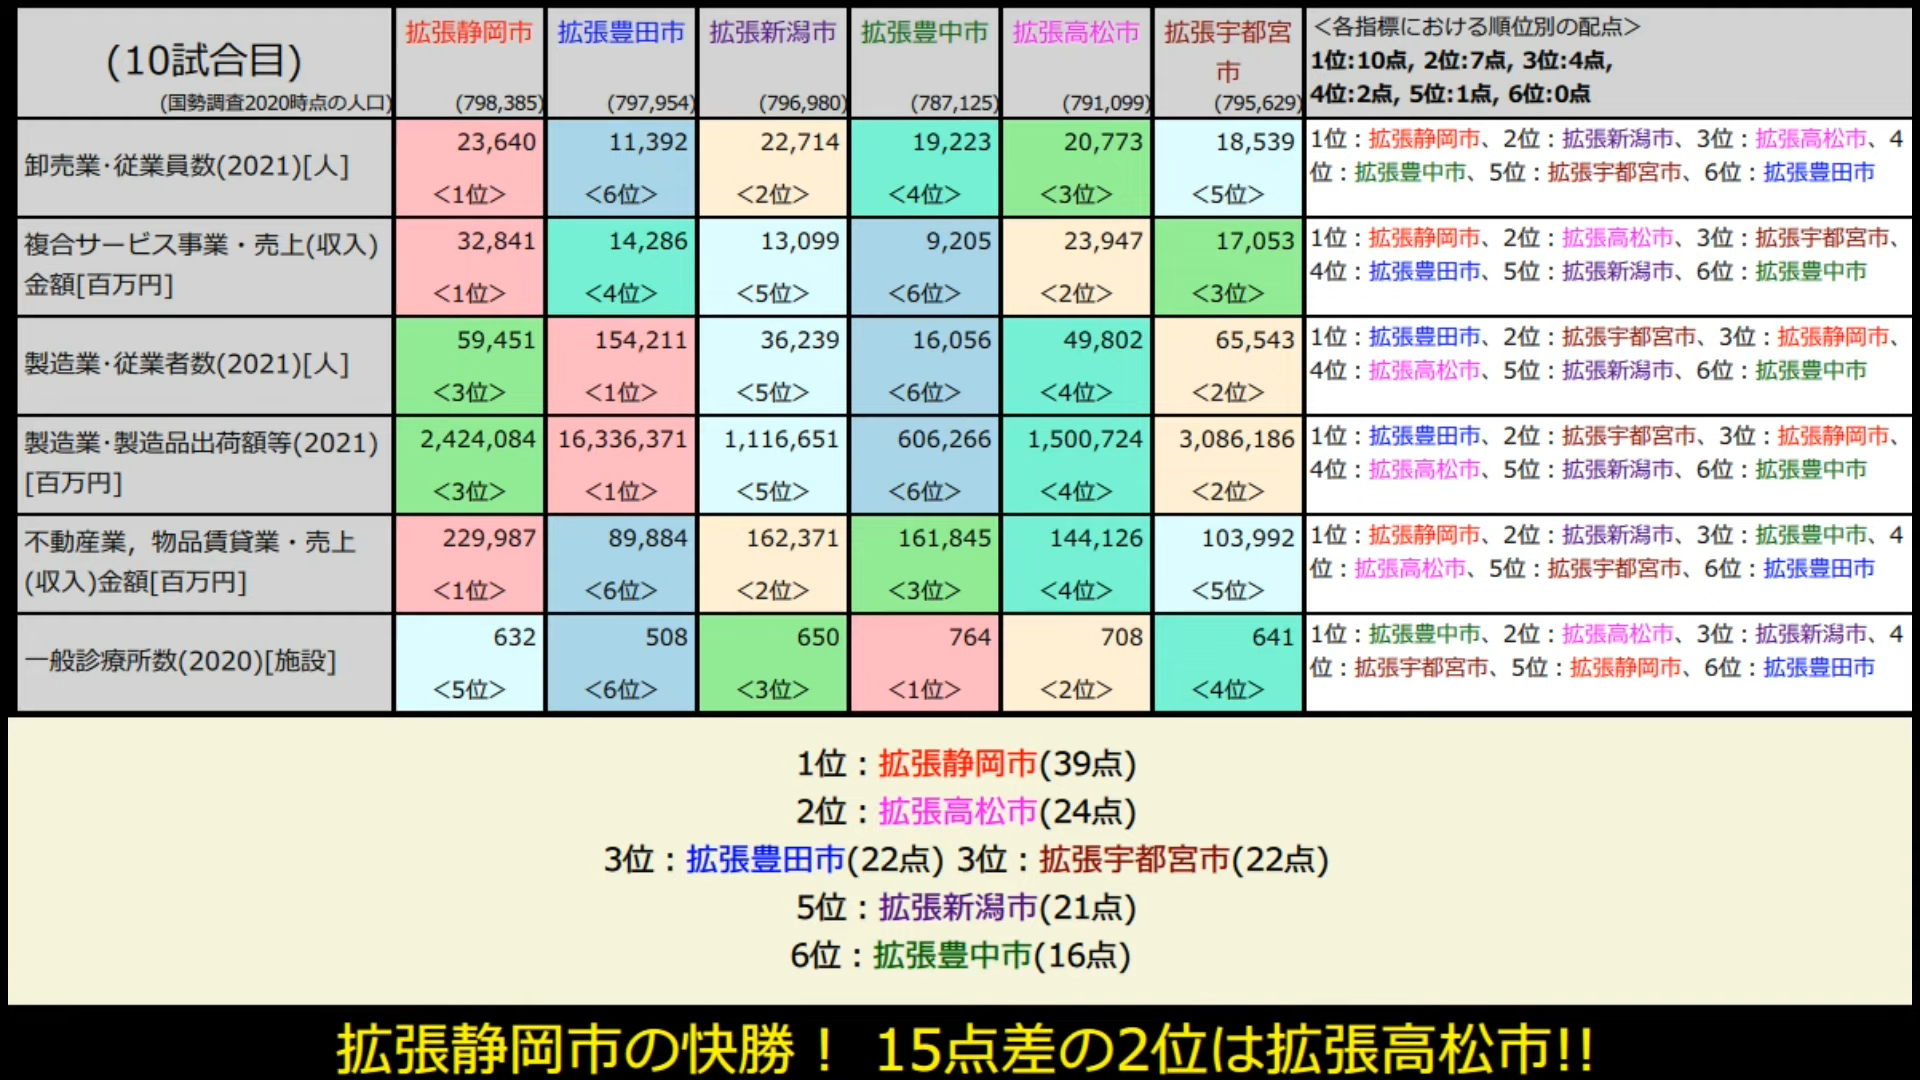 (10試合目)
(国勢調査2020時点の人口)
拡張静岡市
(798,385)
拡張豊田市
(797,954)
拡張新潟市
(796,980)
拡張豊中市
(787,125)
拡張高松市
(791,099)
拡張宇都宮
市
(795,629)
＜各指標における順位別の配点＞
1位:10点, 2位:7点, 3位:4点,
4位:2点, 5位:1点, 6位:0点
卸売業･従業員数(2021)[人]
23,640
<1位>
11,392
<6位>
22,714
<2位>
19,223
<4位>
20,773
<3位>
18,539
<5位>
1位：拡張静岡市、2位：拡張新潟市、3位：拡張高松市、4
位：拡張豊中市、5位：拡張宇都宮市、6位：拡張豊田市
複合サービス事業・売上(収入)
金額[百万円]
32,841
<1位>
14,286
<4位>
13,099
<5位>
9,205
<6位>
23,947
<2位>
17,053
<3位>
1位：拡張静岡市、2位：拡張高松市、3位：拡張宇都宮市、
4位：拡張豊田市、5位：拡張新潟市、6位：拡張豊中市
製造業･従業者数(2021)[人]
59,451
<3位>
154,211
<1位>
36,239
<5位>
16,056
<6位>
49,802
<4位>
65,543
<2位>
1位：拡張豊田市、2位：拡張宇都宮市、3位：拡張静岡市、
4位：拡張高松市、5位：拡張新潟市、6位：拡張豊中市
製造業･製造品出荷額等(2021)
[百万円]
2,424,084
<3位>
16,336,371
<1位>
1,116,651
<5位>
606,266
<6位>
1,500,724
<4位>
3,086,186
<2位>
1位：拡張豊田市、2位：拡張宇都宮市、3位：拡張静岡市、
4位：拡張高松市、5位：拡張新潟市、6位：拡張豊中市
不動産業，物品賃貸業・売上
(収入)金額[百万円]
229,987
<1位>
89,884
<6位>
162,371
<2位>
161,845
<3位>
144,126
<4位>
103,992
<5位>
1位：拡張静岡市、2位：拡張新潟市、3位：拡張豊中市、4
位：拡張高松市、5位：拡張宇都宮市、6位：拡張豊田市
一般診療所数(2020)[施設]
632
<5位>
508
<6位>
650
<3位>
764
<1位>
708
<2位>
641
<4位>
1位：拡張豊中市、2位：拡張高松市、3位：拡張新潟市、4
位：拡張宇都宮市、5位：拡張静岡市、6位：拡張豊田市
1位：拡張静岡市(39点)
2位：拡張高松市(24点)
3位：拡張豊田市(22点) 3位：拡張宇都宮市(22点)
5位：拡張新潟市(21点)
6位：拡張豊中市(16点)
拡張静岡市の快勝！ 15点差の2位は拡張高松市!!